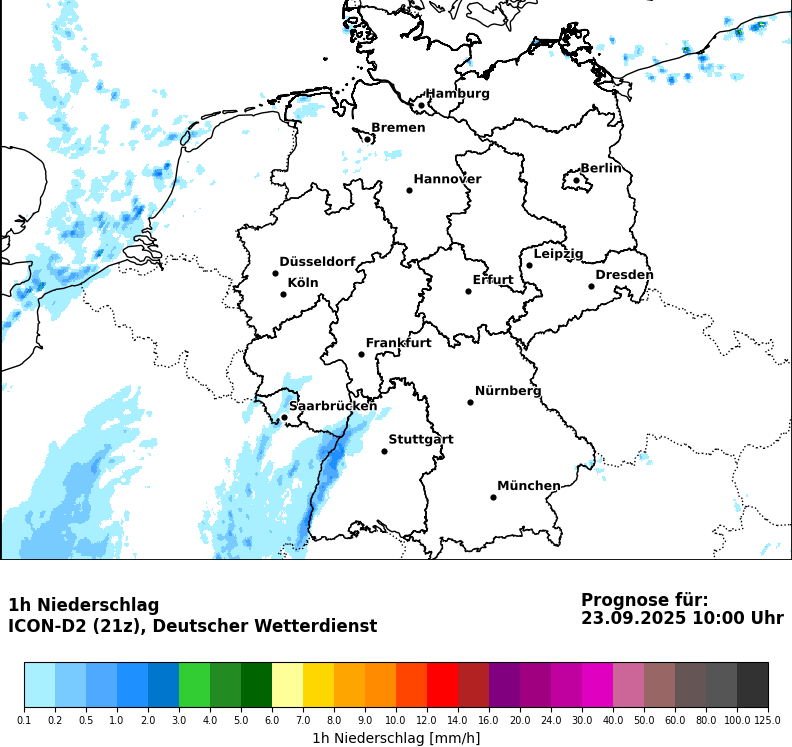 Hamburg
Bremen
Berlin
Hannover
Leipzig
Düsseldorf
Dresden
Köln
Erfurt
Frankfurt
Nürnberg
Saarbrücken
Stuttgart
München
1h Niederschlag
ICON-D2 (21z), Deutscher Wetterdienst
Prognose für:
23.09.2025 10:00 Uhr
0.1 0.2 0.5 1.0 2.0 3.0 4.0 5.0 6.0 7.0 8.0 9.0 10.0 12.0 14.0 16.0 20.0 24.0 30.0 40.0 50.0 60.0 80.0 100.0 125.0
1h Niederschlag [mm/h]